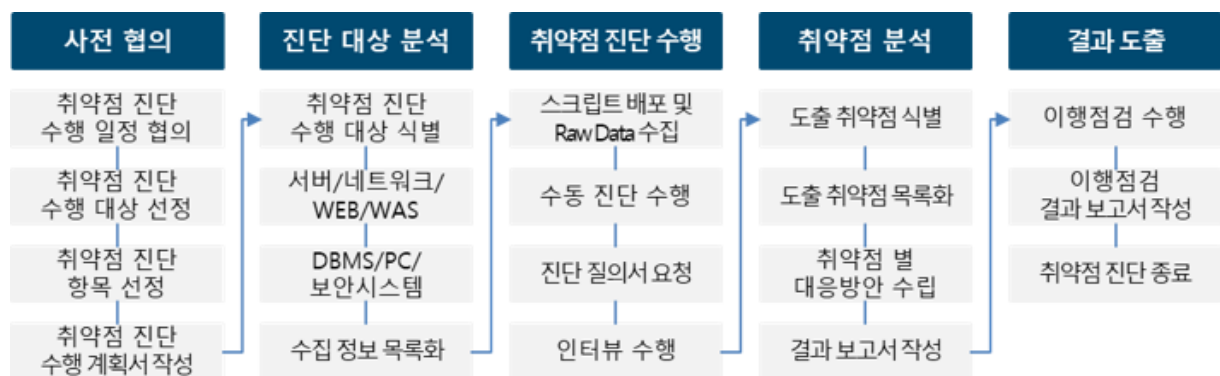 사전 협의
취약점 진단
수행 일정 협의
취약점 진단
수행 대상 선정
취약점 진단
항목 선정
취약점 진단
수행 계획서 작성
진단 대상 분석
취약점 진단
수행 대상 식별
서버/네트워크/
WEB/WAS
DBMS/PC/
보안시스템
수집 정보 목록화
취약점 진단 수행
스크립트 배포 및
Raw Data 수집
수동 진단 수행
진단 질의서 요청
인터뷰 수행
취약점 분석
도출 취약점 식별
도출 취약점 목록화
취약점 별
대응방안 수립
결과 보고서 작성
결과 도출
이행점검 수행
이행점검
결과 보고서 작성
취약점 진단 종료